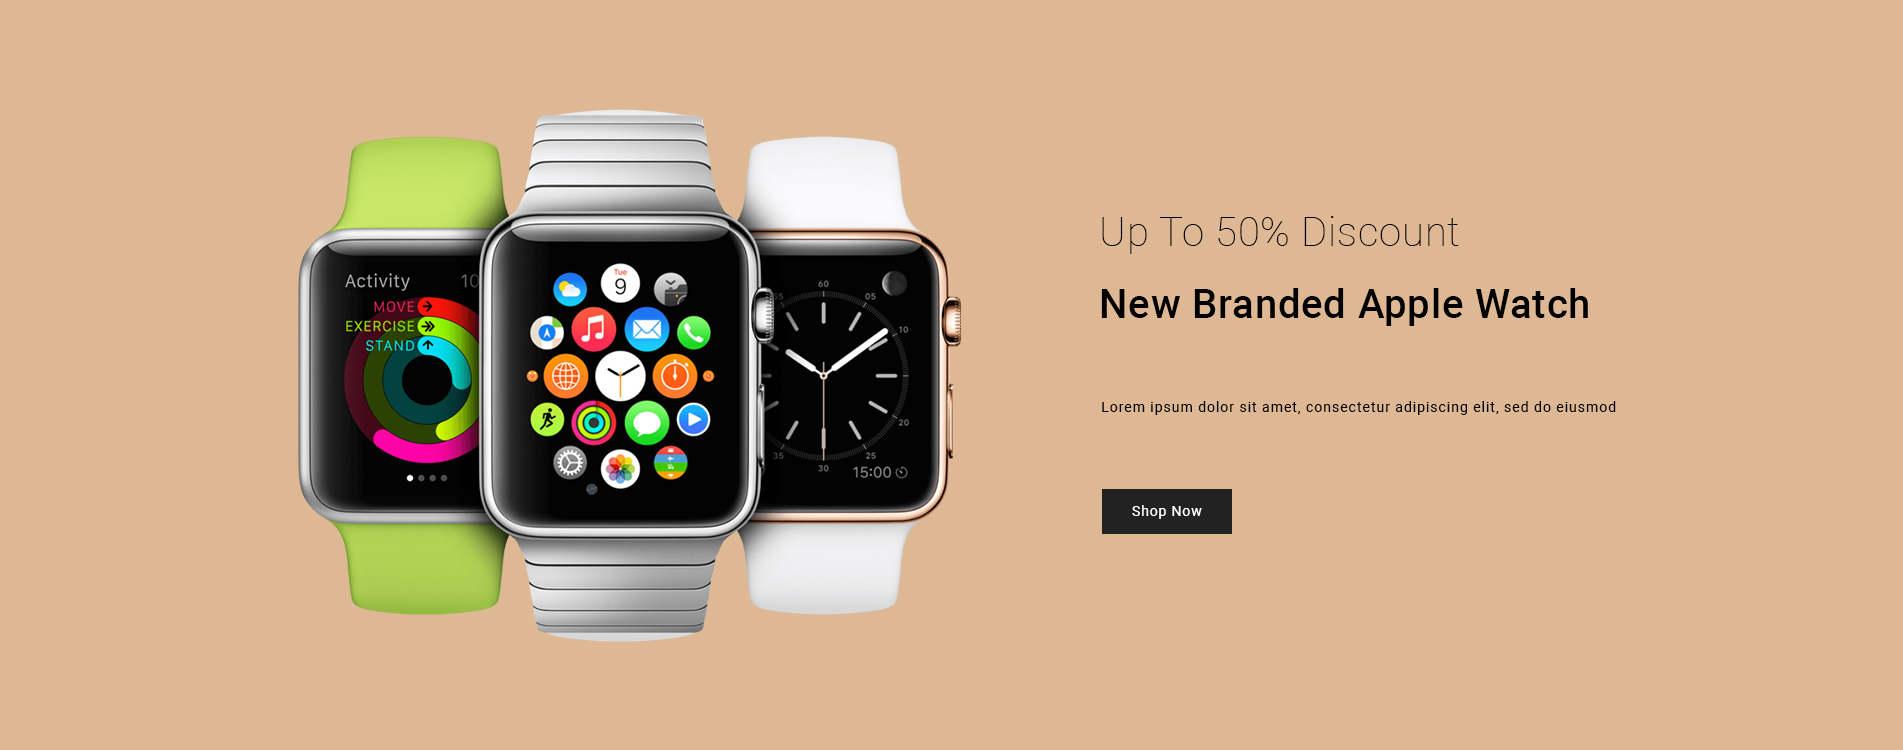 Activity 10
MOVE
EXERCISE
STAND
Tue
9
60
05
10
20
25
30
35
55
15:00
Up To 50% Discount
New Branded Apple Watch
Lorem ipsum dolor sit amet, consectetur adipiscing elit, sed do eiusmod
Shop Now